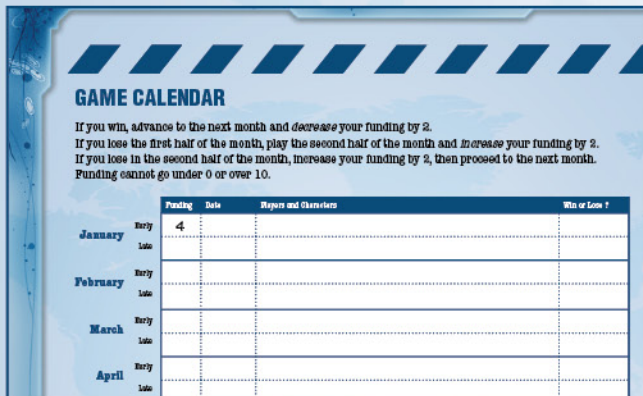 GAME CALENDAR
If you win, advance to the next month and decrease your funding by 2.
If you lose the first half of the month, play the second half of the month and increase your funding by 2.
If you lose in the second half of the month, increase your funding by 2, then proceed to the next month.
Funding cannot go under 0 or over 10.
Funding Date Players and Characters Win or Lose ?
January Early 4
Late
February Early
Late
March Early
Late
April Early
Late